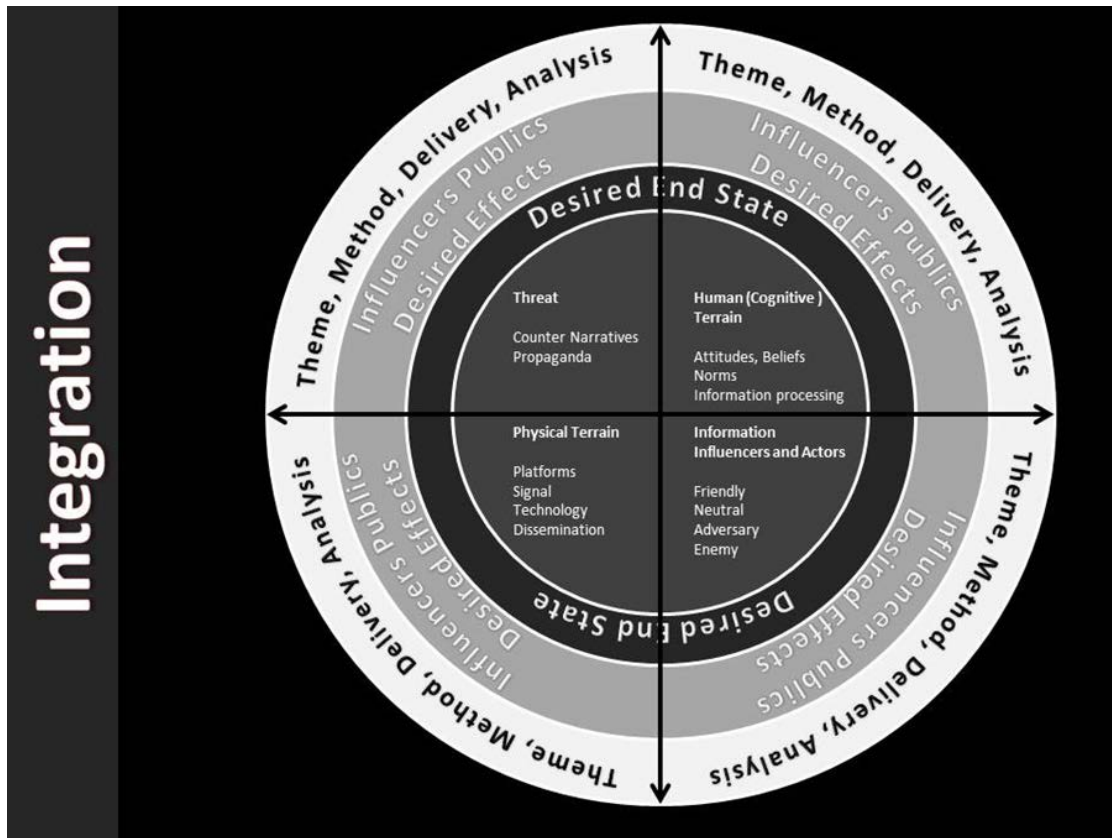 Integration
Theme, Method, Delivery, Analysis
Influencers Publics
Desired Effects
Theme, Method, Delivery, Analysis
Influencers Publics
Desired Effects
Desired End State
Threat
Counter Narratives
Propaganda
Human (Cognitive )
Terrain
Attitudes, Beliefs
Norms
Information processing
Physical Terrain
Platforms
Signal
Technology
Dissemination
Information
Influencers and Actors
Friendly
Neutral
Adversary
Enemy
Desired End State
Desired Effects
Influencers Publics
Theme, Method, Delivery, Analysis
Desired Effects
Influencers Publics
Theme, Method, Delivery, Analysis